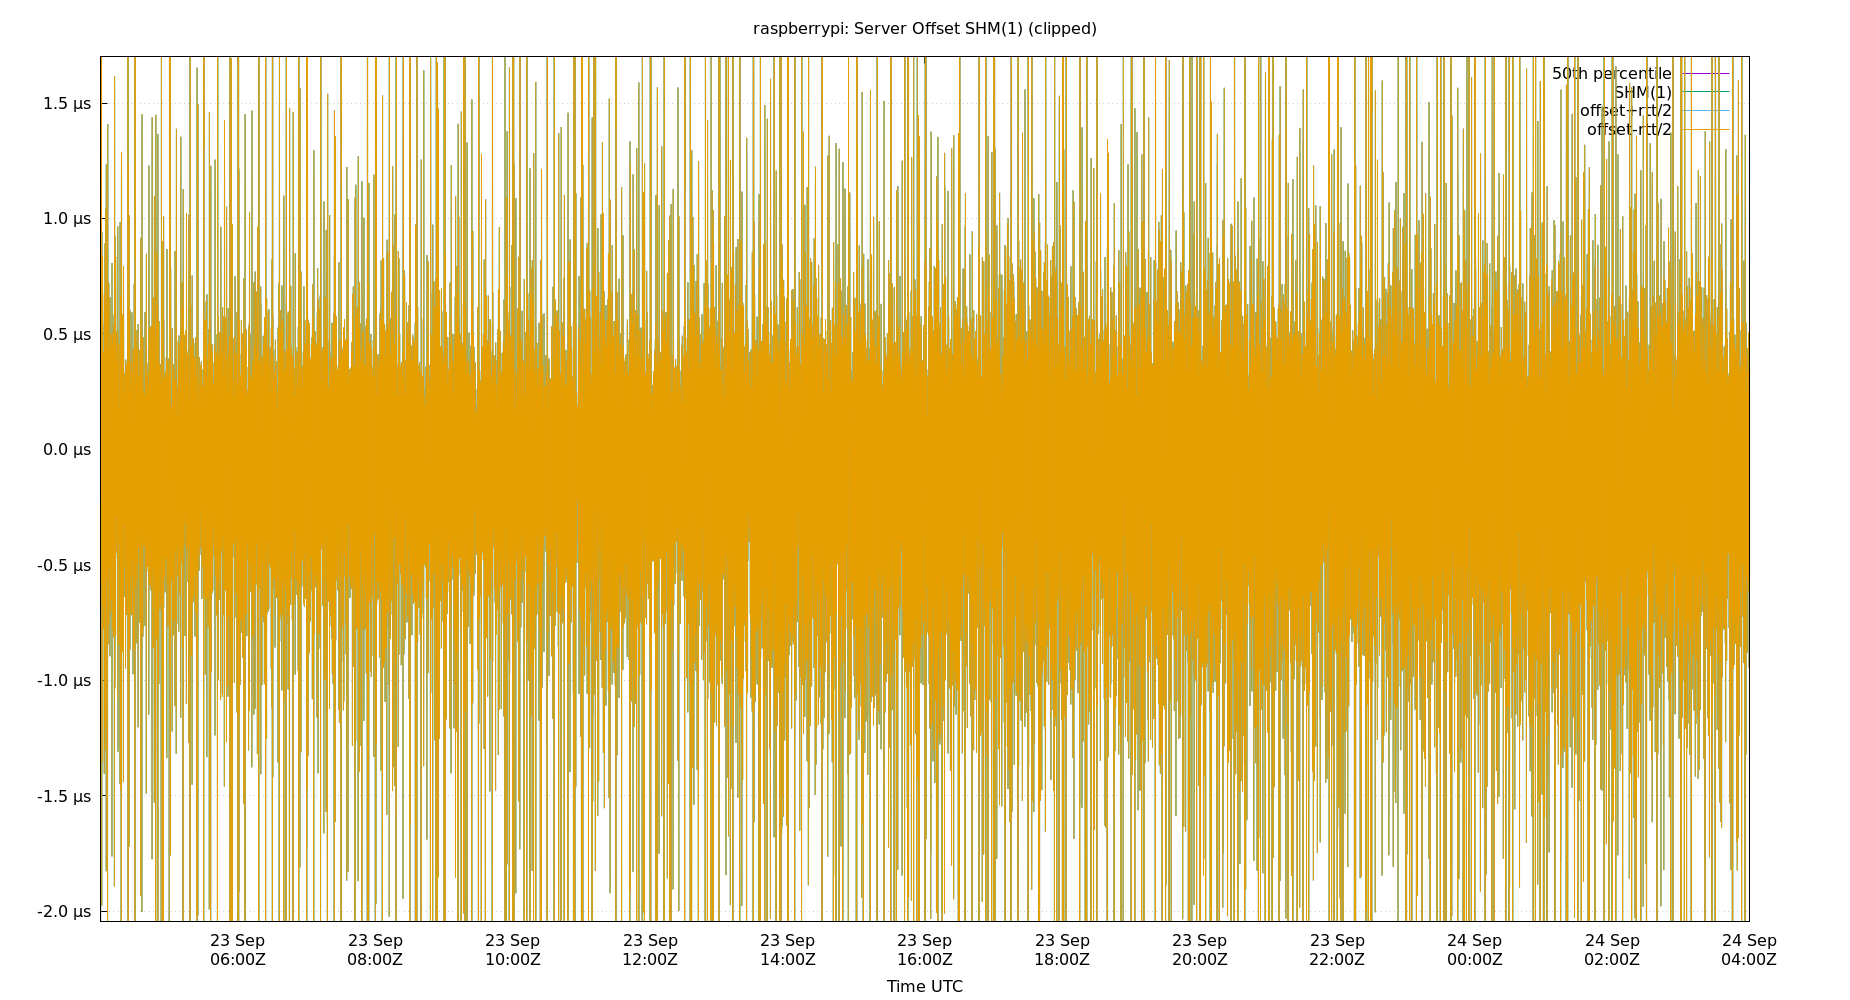 raspberrypi: Server Offset SHM(1) (clipped)
50th percentile
SHM(1)
offset+rtt/2
offset-rtt/2
1.5 µs
1.0 µs
0.5 µs
0.0 µs
-0.5 µs
-1.0 µs
-1.5 µs
-2.0 µs
23 Sep 23 Sep 23 Sep 23 Sep 23 Sep 23 Sep 23 Sep 23 Sep 23 Sep 24 Sep 24 Sep 24 Sep
06:00Z 08:00Z 10:00Z 12:00Z 14:00Z 16:00Z 18:00Z 20:00Z 22:00Z 00:00Z 02:00Z 04:00Z
Time UTC